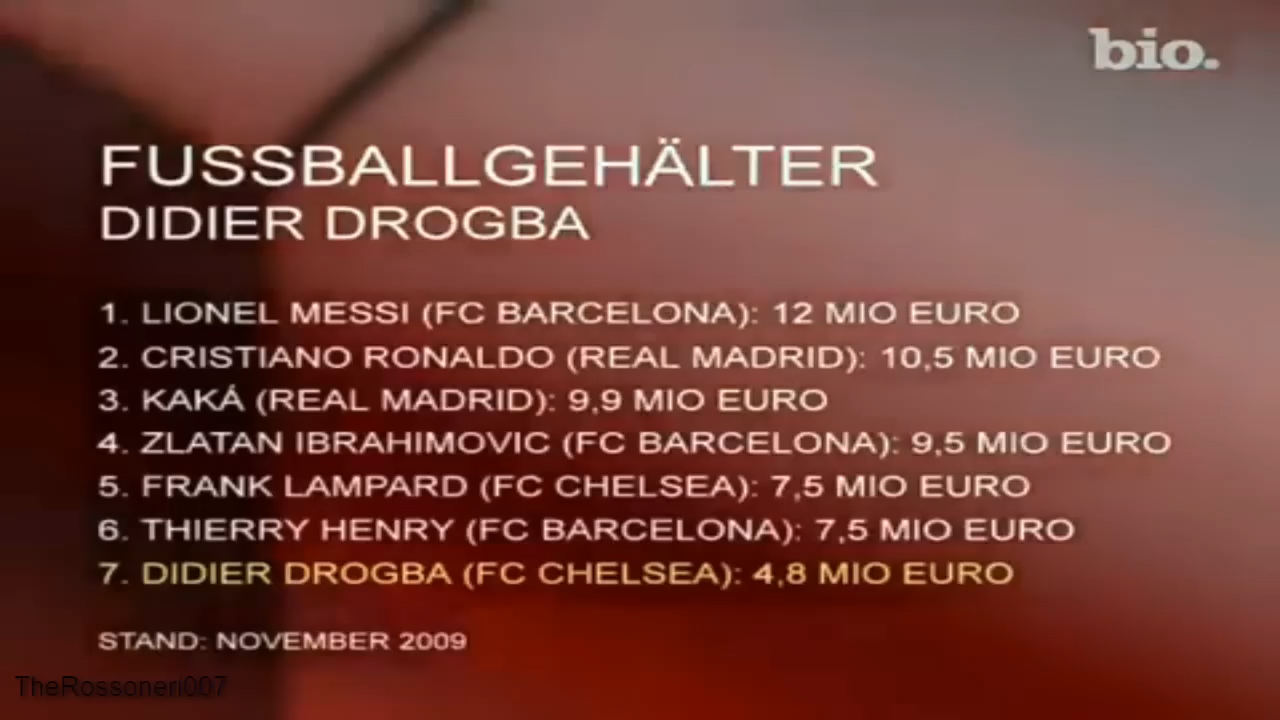 bio.
FUSSBALLGEHÄLTER
DIDIER DROGBA
1. LIONEL MESSI (FC BARCELONA): 12 MIO EURO
2. CRISTIANO RONALDO (REAL MADRID): 10,5 MIO EURO
3. KAKÁ (REAL MADRID): 9,9 MIO EURO
4. ZLATAN IBRAHIMOVIC (FC BARCELONA): 9,5 MIO EURO
5. FRANK LAMPARD (FC CHELSEA): 7,5 MIO EURO
6. THIERRY HENRY (FC BARCELONA): 7,5 MIO EURO
7. DIDIER DROGBA (FC CHELSEA): 4,8 MIO EURO
STAND: NOVEMBER 2009
TheRossoneri007